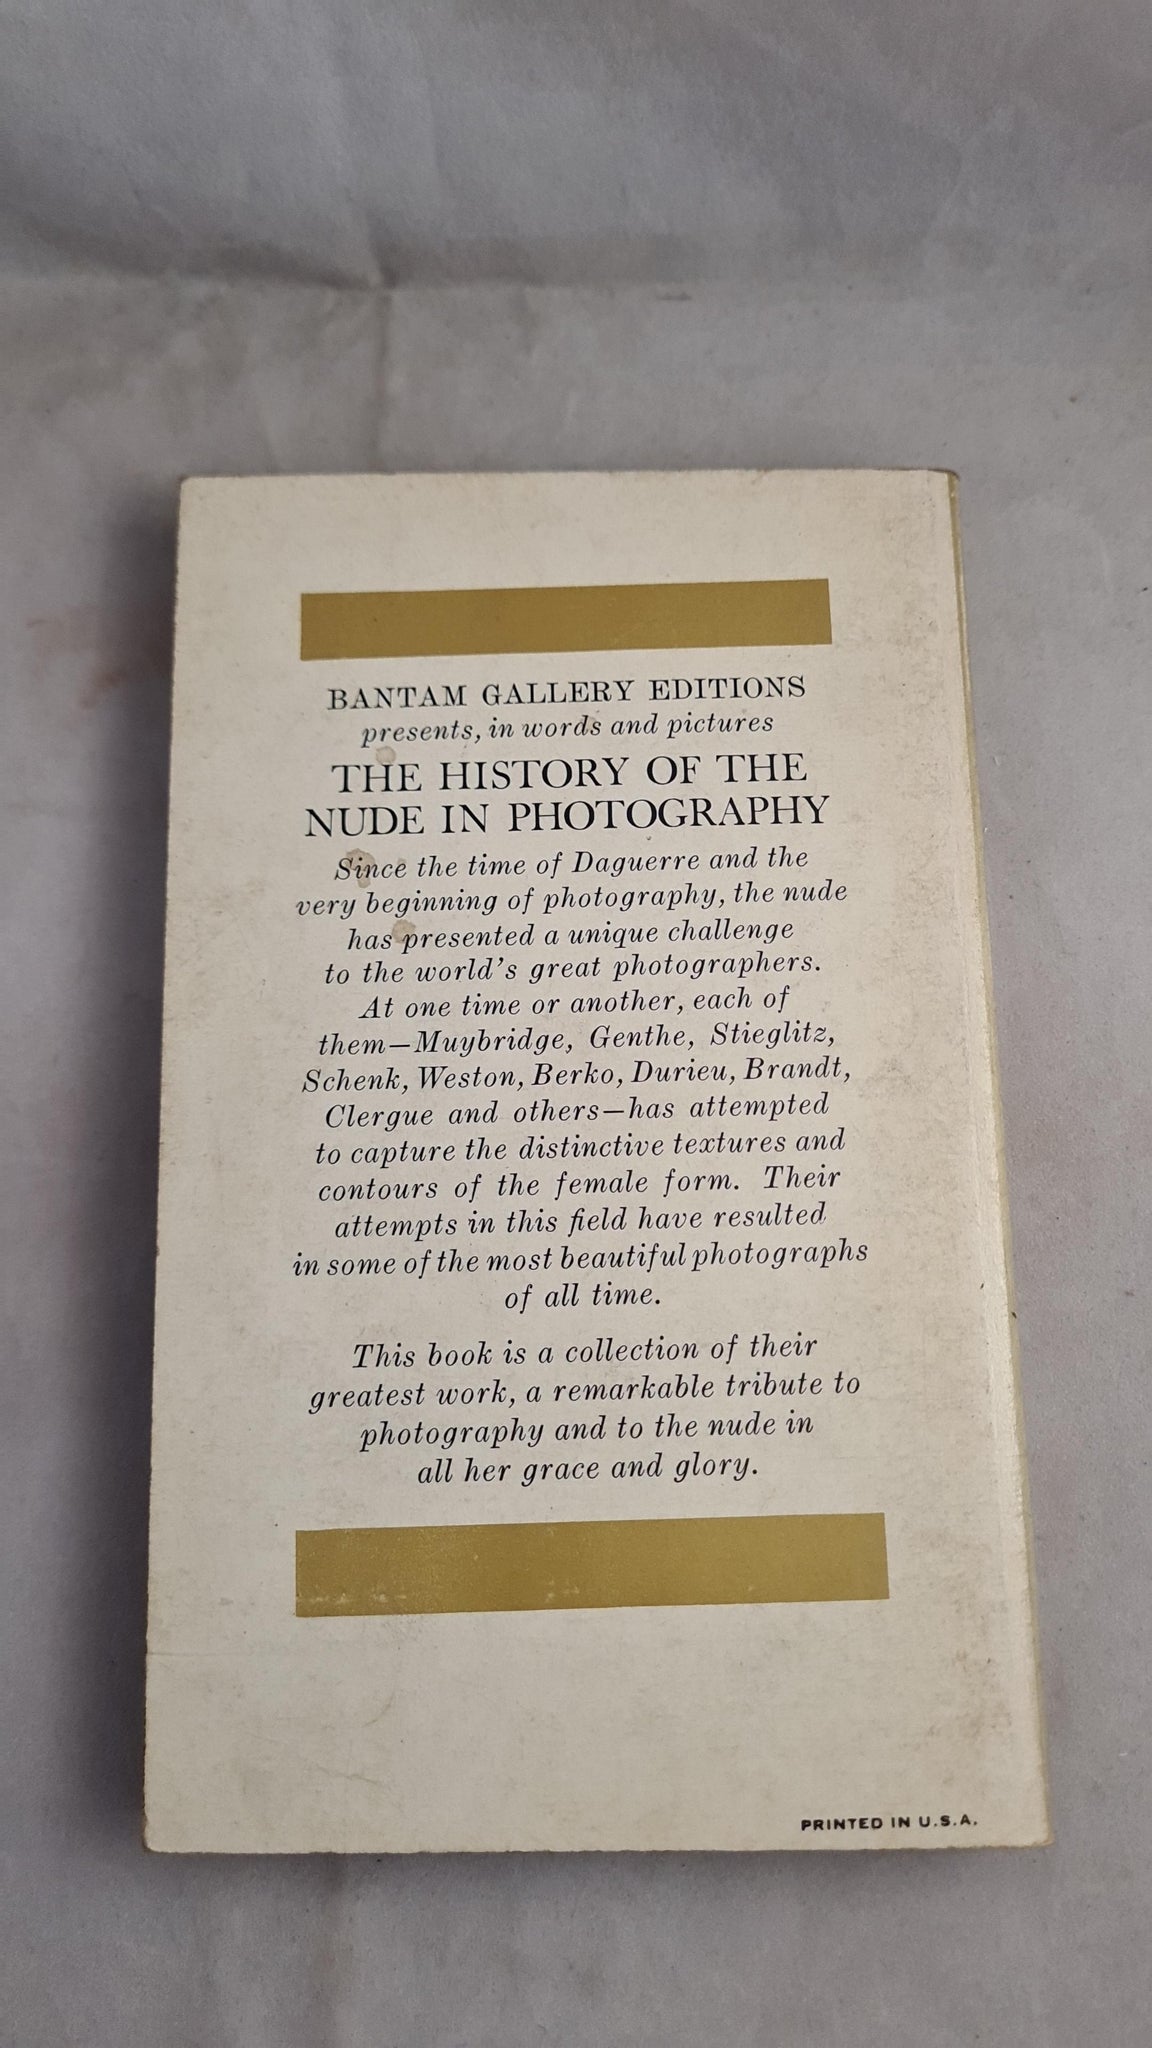 BANTAM GALLERY EDITIONS
presents, in words and pictures
THE HISTORY OF THE
NUDE IN PHOTOGRAPHY
Since the time of Daguerre and the
very beginning of photography, the nude
has presented a unique challenge
to the world's great photographers.
At one time or another, each of
them—Muybridge, Genthe, Stieglitz,
Schenk, Weston, Berko, Durieu, Brandt,
Clergue and others—has attempted
to capture the distinctive textures and
contours of the female form. Their
attempts in this field have resulted
in some of the most beautiful photographs
of all time.
This book is a collection of their
greatest work, a remarkable tribute to
photography and to the nude in
all her grace and glory.
PRINTED IN U.S.A.